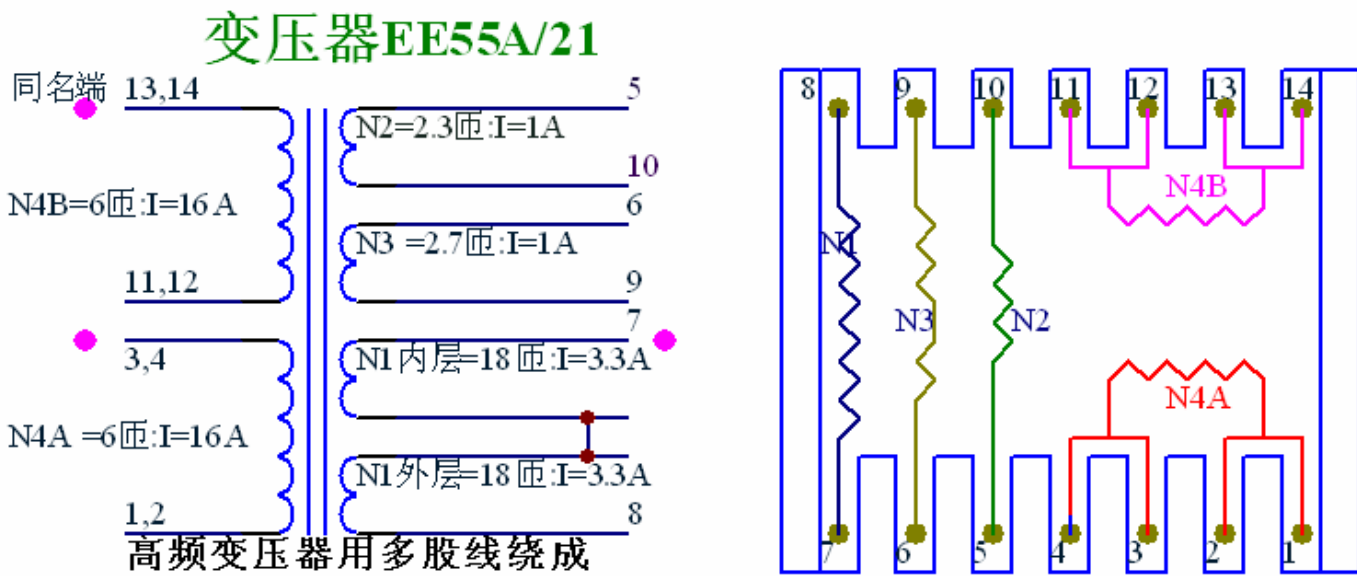 变压器EE55A/21
同名端 13,14
5
N2=2.3匝:I=1A
10
N4B=6匝:I=16A
6
N3 =2.7匝:I=1A
11,12
9
7
3,4
N1内层=18匝:I=3.3A
N4A =6匝:I=16A
N1外层=18匝:I=3.3A
1,2
8
高频变压器用多股线绕成
8 9 10 11 12 13 14
N4B
N1
N3 N2
N4A
7 6 5 4 3 2 1